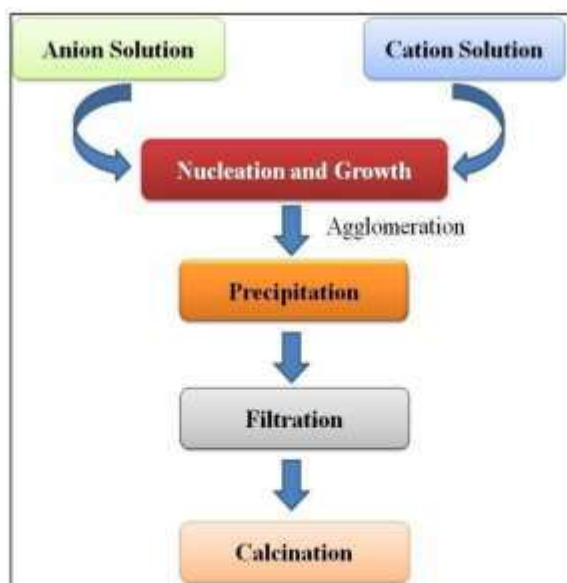 Anion Solution
Cation Solution
Nucleation and Growth
Agglomeration
Precipitation
Filtration
Calcination